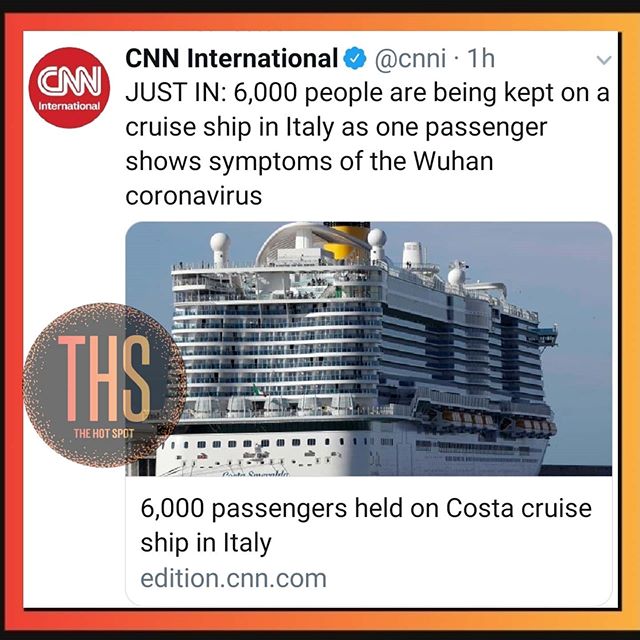 CNN
International
CNN International @cnni · 1h
JUST IN: 6,000 people are being kept on a
cruise ship in Italy as one passenger
shows symptoms of the Wuhan
coronavirus
THS
THE HOT SPOT
Costa Smeralda
6,000 passengers held on Costa cruise
ship in Italy
edition.cnn.com